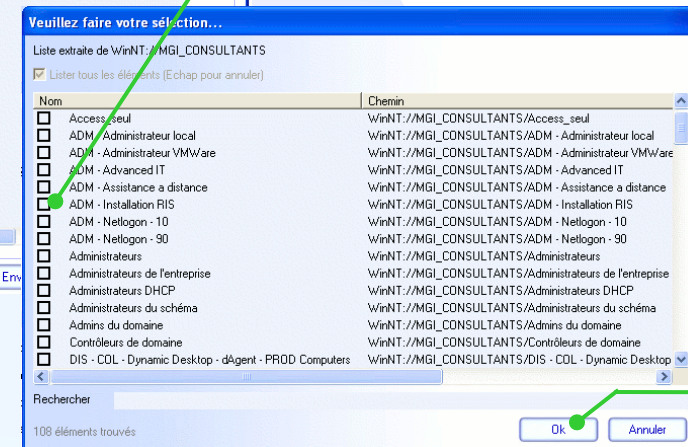 Veuillez faire votre sélection...
Liste extraite de WinNT://MGI_CONSULTANTS
Lister tous les éléments (Echap pour annuler)
Nom Chemin
Access_seul WinNT://MGI_CONSULTANTS/Access_seul
ADM - Administrateur local WinNT://MGI_CONSULTANTS/ADM - Administrateur local
ADM - Administrateur VMWare WinNT://MGI_CONSULTANTS/ADM - Administrateur VMWare
ADM - Advanced IT WinNT://MGI_CONSULTANTS/ADM - Advanced IT
ADM - Assistance a distance WinNT://MGI_CONSULTANTS/ADM - Assistance a distance
ADM - Installation RIS WinNT://MGI_CONSULTANTS/ADM - Installation RIS
ADM - Netlogon - 10 WinNT://MGI_CONSULTANTS/ADM - Netlogon - 10
ADM - Netlogon - 90 WinNT://MGI_CONSULTANTS/ADM - Netlogon - 90
Administrateurs WinNT://MGI_CONSULTANTS/Administrateurs
Env Administrateurs de l'entreprise WinNT://MGI_CONSULTANTS/Administrateurs de l'entreprise
Administrateurs DHCP WinNT://MGI_CONSULTANTS/Administrateurs DHCP
Administrateurs du schéma WinNT://MGI_CONSULTANTS/Administrateurs du schéma
Admins du domaine WinNT://MGI_CONSULTANTS/Admins du domaine
Contrôleurs de domaine WinNT://MGI_CONSULTANTS/Contrôleurs de domaine
DIS - COL - Dynamic Desktop - dAgent - PROD Computers WinNT://MGI_CONSULTANTS/DIS - COL - Dynamic Desktop
Rechercher
108 éléments trouvés Ok Annuler